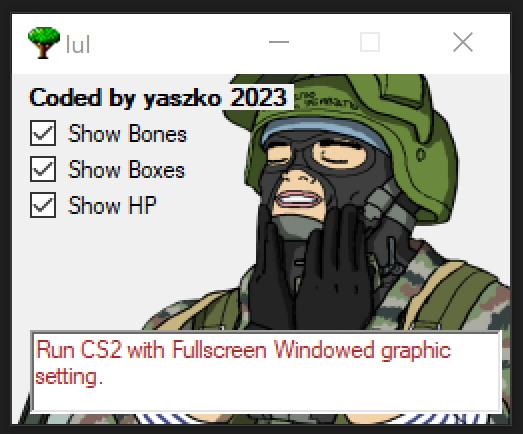 lul
Coded by yaszko 2023
Show Bones
Show Boxes
Show HP
Run CS2 with Fullscreen Windowed graphic
setting.